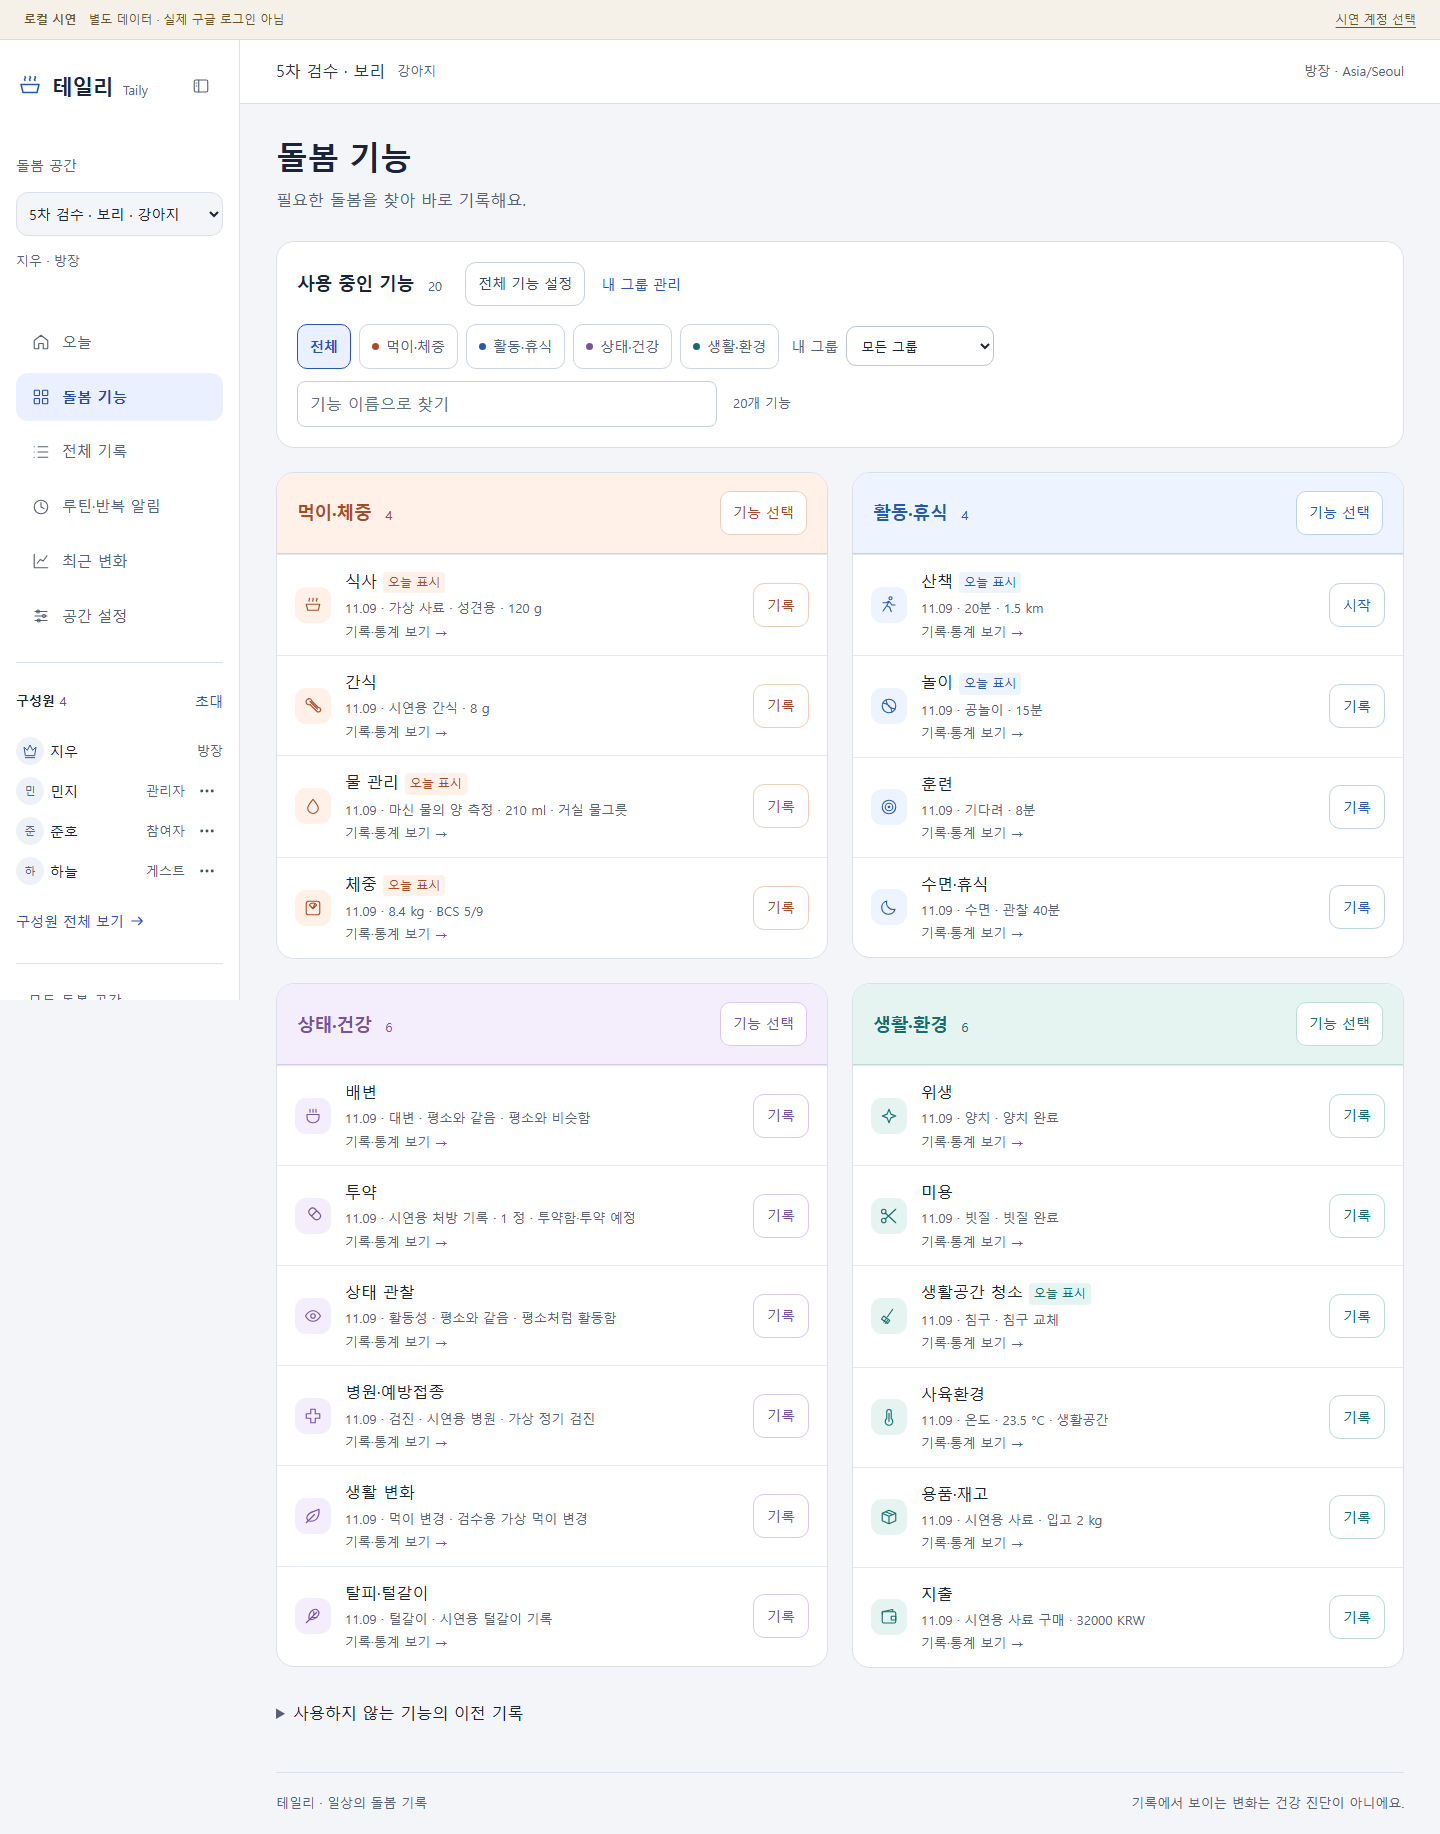 로컬 시연 별도 데이터 · 실제 구글 로그인 아님 시연 계정 선택
테일리 Taily
돌봄 공간
5차 검수 · 보리 · 강아지
지우 · 방장
오늘
돌봄 기능
전체 기록
루틴·반복 알림
최근 변화
공간 설정
구성원 4 초대
지우 방장
민 민지 관리자
준 준호 참여자
하 하늘 게스트
구성원 전체 보기 →
모든 돌봄 공간
5차 검수 · 보리 강아지 방장 · Asia/Seoul
돌봄 기능
필요한 돌봄을 찾아 바로 기록해요.
사용 중인 기능 20 전체 기능 설정 내 그룹 관리
전체 먹이·체중 활동·휴식 상태·건강 생활·환경 내 그룹 모든 그룹
기능 이름으로 찾기 20개 기능
먹이·체중 4 기능 선택
식사 오늘 표시
11.09 · 가상 사료 · 성견용 · 120 g
기록·통계 보기 →
기록
간식
11.09 · 시연용 간식 · 8 g
기록·통계 보기 →
기록
물 관리 오늘 표시
11.09 · 마신 물의 양 측정 · 210 ml · 거실 물그릇
기록·통계 보기 →
기록
체중 오늘 표시
11.09 · 8.4 kg · BCS 5/9
기록·통계 보기 →
기록
활동·휴식 4 기능 선택
산책 오늘 표시
11.09 · 20분 · 1.5 km
기록·통계 보기 →
시작
놀이 오늘 표시
11.09 · 공놀이 · 15분
기록·통계 보기 →
기록
훈련
11.09 · 기다려 · 8분
기록·통계 보기 →
기록
수면·휴식
11.09 · 수면 · 관찰 40분
기록·통계 보기 →
기록
상태·건강 6 기능 선택
배변
11.09 · 대변 · 평소와 같음 · 평소와 비슷함
기록·통계 보기 →
기록
투약
11.09 · 시연용 처방 기록 · 1 정 · 투약함·투약 예정
기록·통계 보기 →
기록
상태 관찰
11.09 · 활동성 · 평소와 같음 · 평소처럼 활동함
기록·통계 보기 →
기록
병원·예방접종
11.09 · 검진 · 시연용 병원 · 가상 정기 검진
기록·통계 보기 →
기록
생활 변화
11.09 · 먹이 변경 · 검수용 가상 먹이 변경
기록·통계 보기 →
기록
탈피·털갈이
11.09 · 털갈이 · 시연용 털갈이 기록
기록·통계 보기 →
기록
생활·환경 6 기능 선택
위생
11.09 · 양치 · 양치 완료
기록·통계 보기 →
기록
미용
11.09 · 빗질 · 빗질 완료
기록·통계 보기 →
기록
생활공간 청소 오늘 표시
11.09 · 침구 · 침구 교체
기록·통계 보기 →
기록
사육환경
11.09 · 온도 · 23.5 °C · 생활공간
기록·통계 보기 →
기록
용품·재고
11.09 · 시연용 사료 · 입고 2 kg
기록·통계 보기 →
기록
지출
11.09 · 시연용 사료 구매 · 32000 KRW
기록·통계 보기 →
기록
사용하지 않는 기능의 이전 기록
테일리 · 일상의 돌봄 기록 기록에서 보이는 변화는 건강 진단이 아니에요.